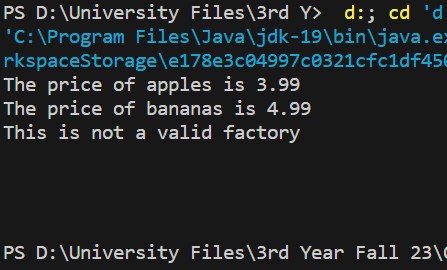 PS D:\University Files\3rd Y> d:; cd 'd
'C:\Program Files\Java\jdk-19\bin\java.ex
rkspaceStorage\e178e3c04997c0321cfc1df450
The price of apples is 3.99
The price of bananas is 4.99
This is not a valid factory
PS D:\University Files\3rd Year Fall 23\